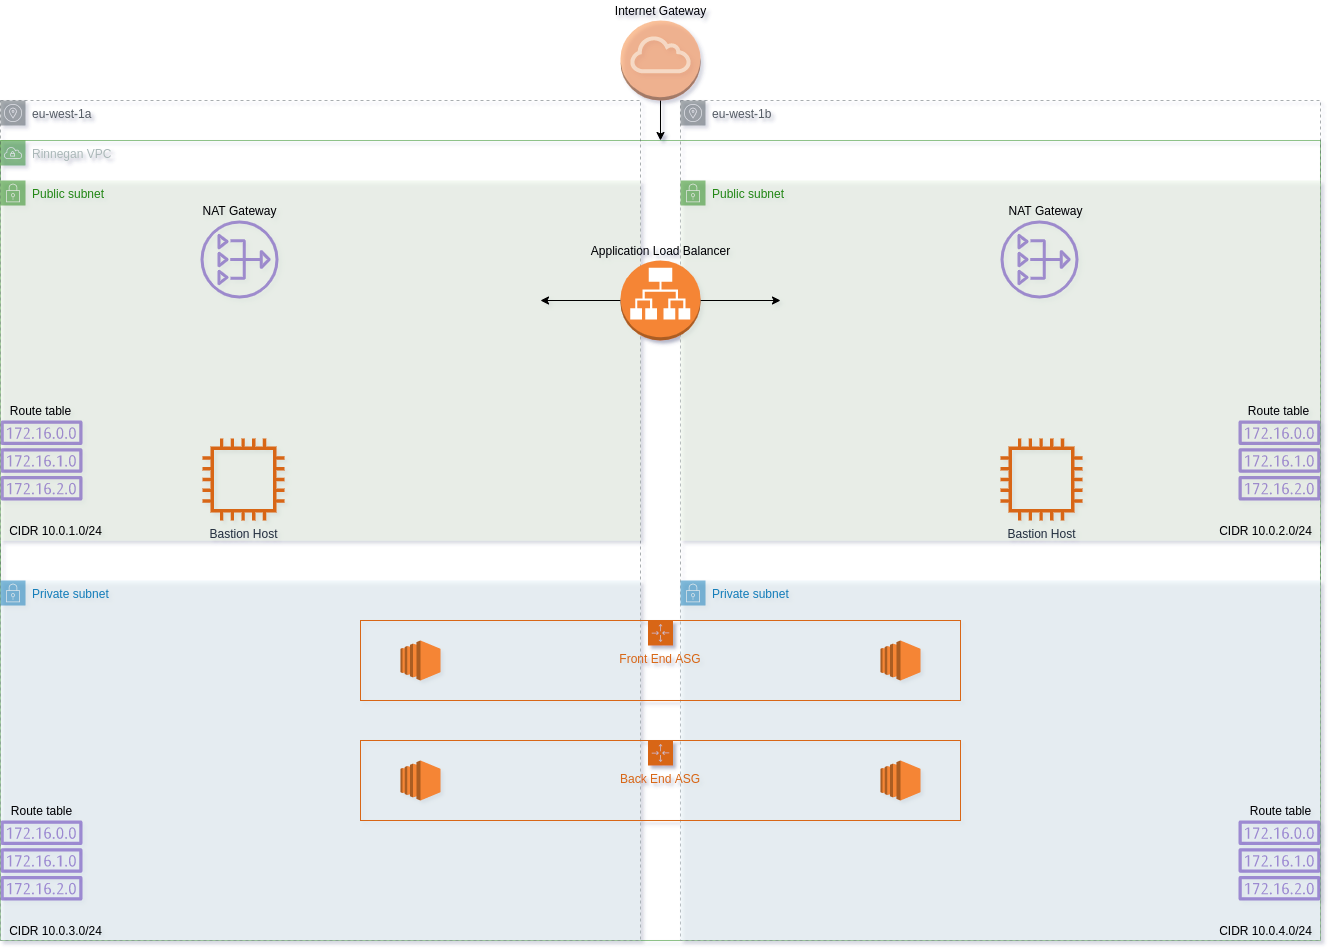 Internet Gateway
eu-west-1a
eu-west-1b
Rinnegan VPC
Public subnet
Public subnet
NAT Gateway
NAT Gateway
Application Load Balancer
Route table
172.16.0.0
172.16.1.0
172.16.2.0
Route table
172.16.0.0
172.16.1.0
172.16.2.0
CIDR 10.0.1.0/24
Bastion Host
Bastion Host
CIDR 10.0.2.0/24
Private subnet
Private subnet
Front End ASG
Back End ASG
Route table
172.16.0.0
172.16.1.0
172.16.2.0
Route table
172.16.0.0
172.16.1.0
172.16.2.0
CIDR 10.0.3.0/24
CIDR 10.0.4.0/24